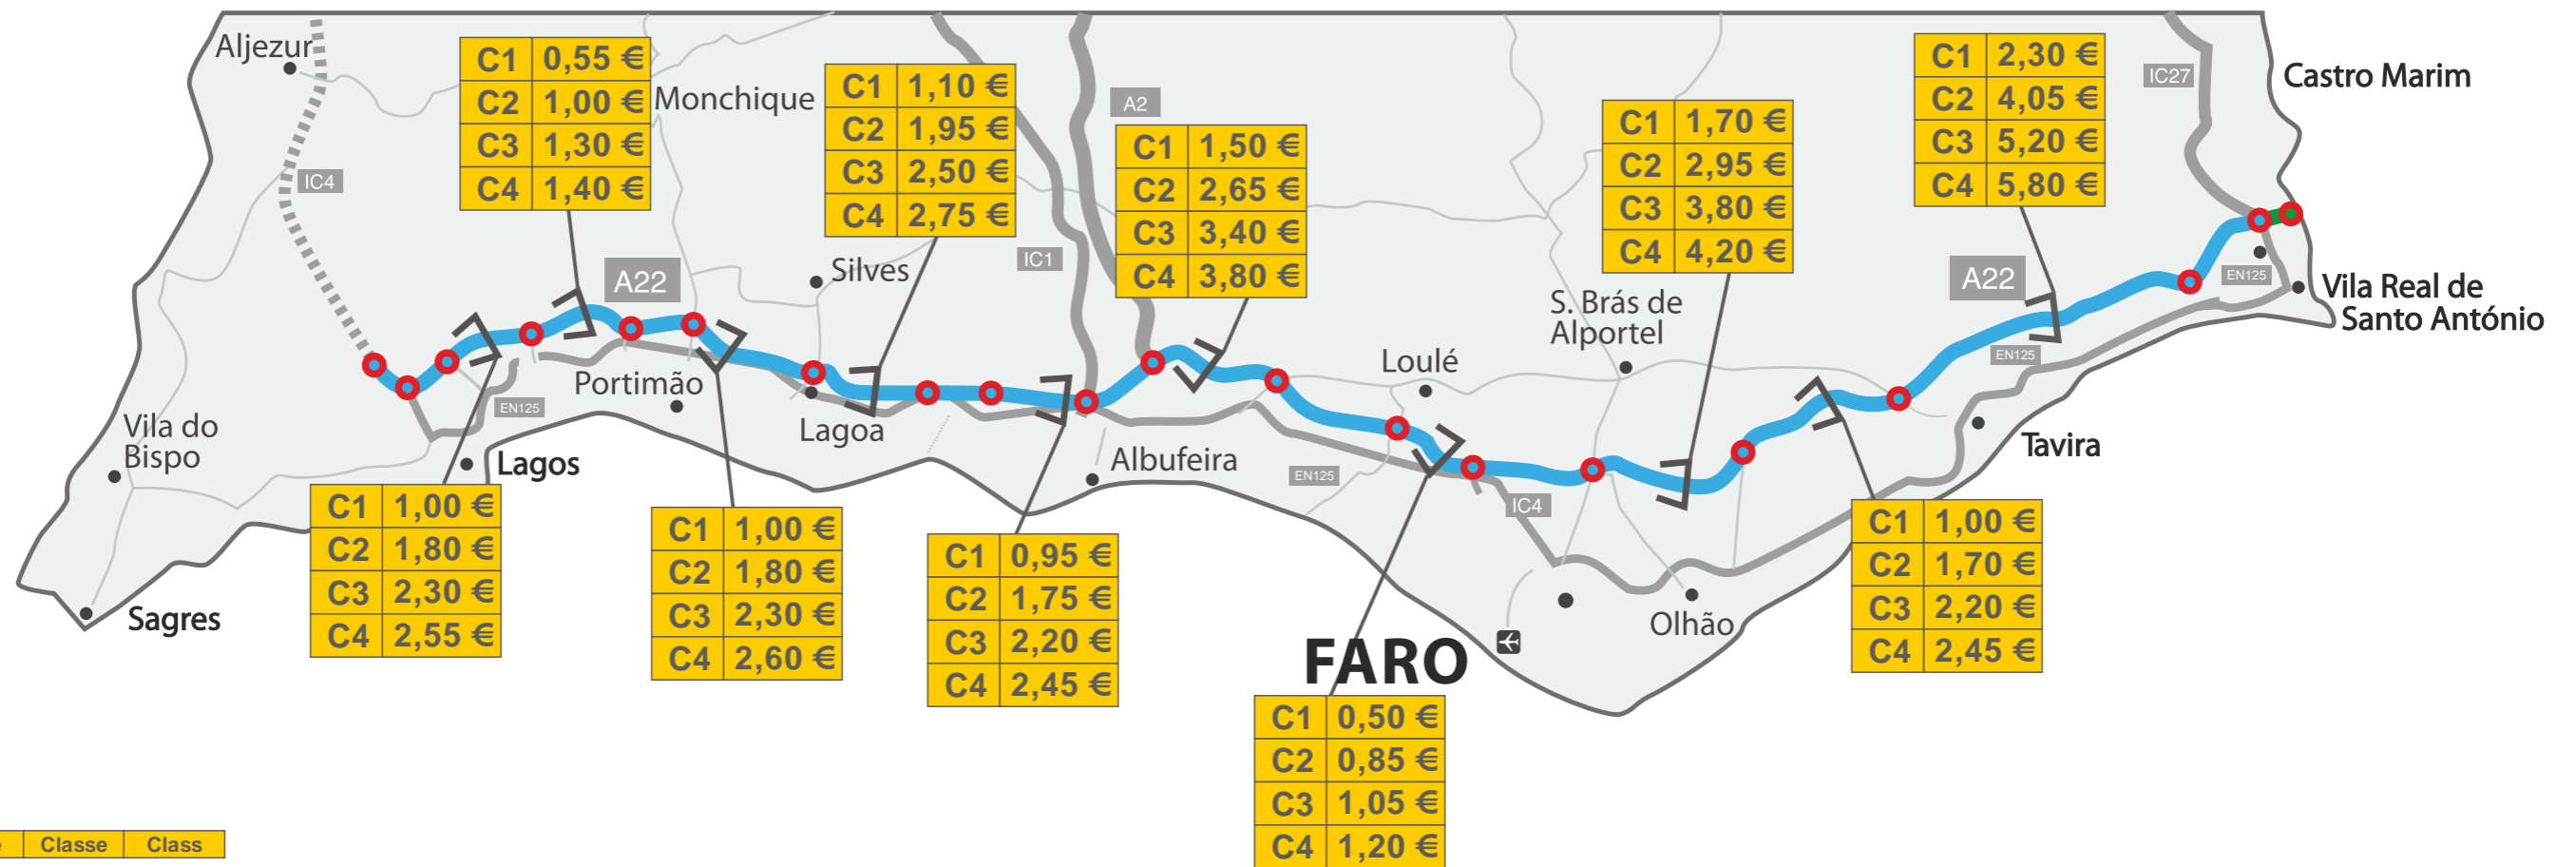 Aljezur
C1 0,55 €
C2 1,00 €
C3 1,30 €
C4 1,40 €
Monchique
C1 1,10 €
C2 1,95 €
C3 2,50 €
C4 2,75 €
A2
C1 1,50 €
C2 2,65 €
C3 3,40 €
C4 3,80 €
C1 1,70 €
C2 2,95 €
C3 3,80 €
C4 4,20 €
C1 2,30 €
C2 4,05 €
C3 5,20 €
C4 5,80 €
IC27
Castro Marim
IC4
A22
Silves
IC1
S. Brás de
Alportel
A22
EN125
Vila Real de
Santo António
EN125
Portimão
EN125
Lagoa
Loulé
Vila do
Bispo
Lagos
Albufeira
EN125
IC4
Tavira
Sagres
C1 1,00 €
C2 1,80 €
C3 2,30 €
C4 2,55 €
C1 1,00 €
C2 1,80 €
C3 2,30 €
C4 2,60 €
C1 0,95 €
C2 1,75 €
C3 2,20 €
C4 2,45 €
FARO
Olhão
C1 1,00 €
C2 1,70 €
C3 2,20 €
C4 2,45 €
C1 0,50 €
C2 0,85 €
C3 1,05 €
C4 1,20 €
Classe Class